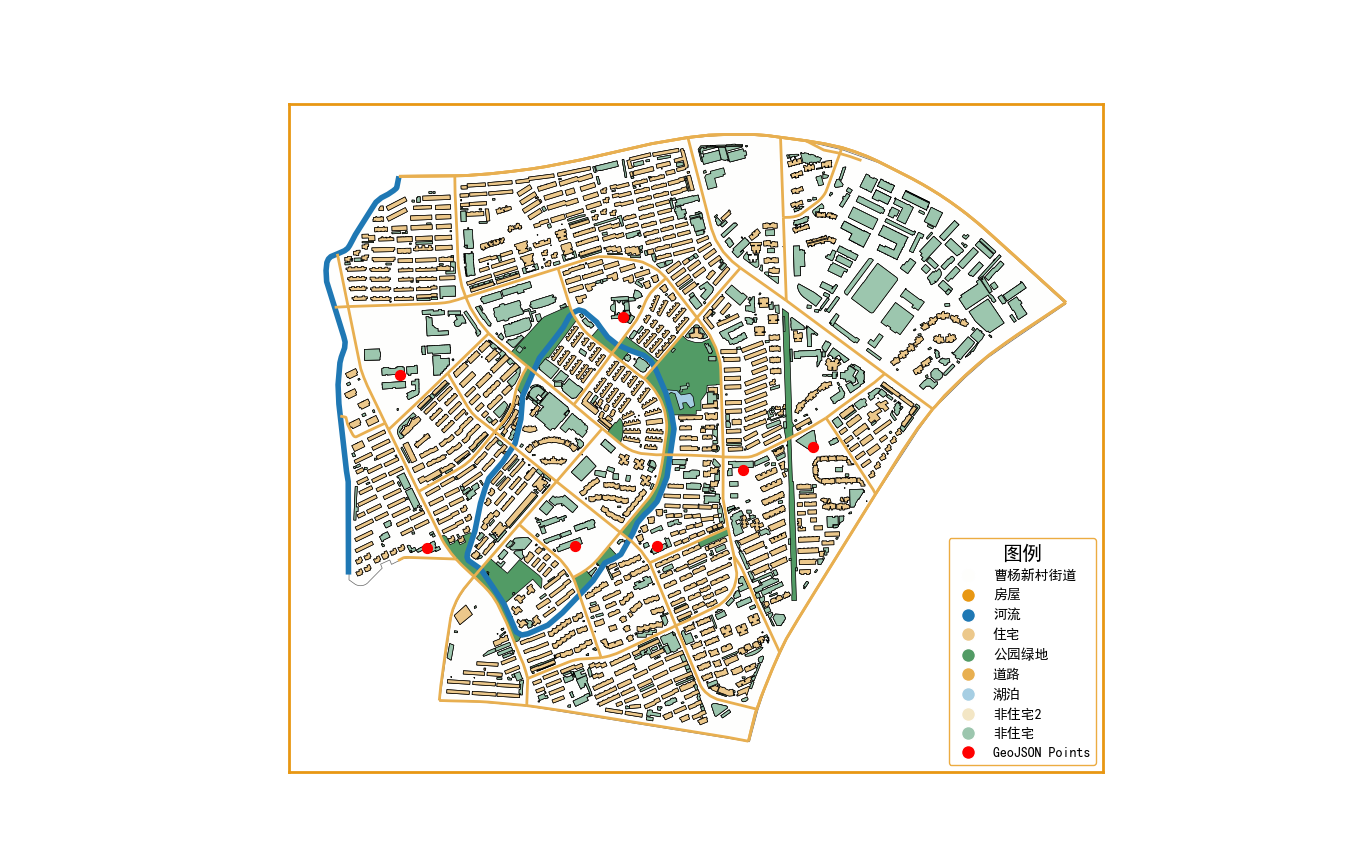 图例
曹杨新村街道
房屋
河流
住宅
公园绿地
道路
湖泊
非住宅2
非住宅
GeoJSON Points